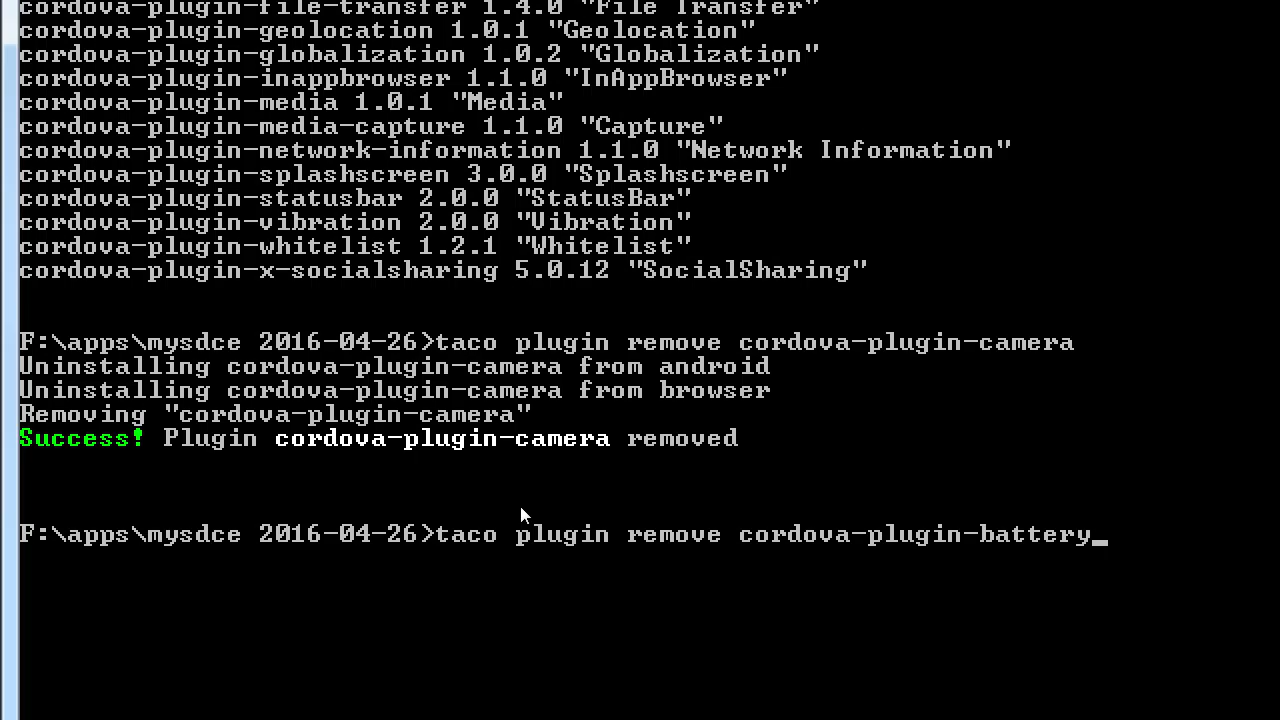 cordova-plugin-file-transfer 1.4.0 "File Transfer"
cordova-plugin-geolocation 1.0.1 "Geolocation"
cordova-plugin-globalization 1.0.2 "Globalization"
cordova-plugin-inappbrowser 1.1.0 "InAppBrowser"
cordova-plugin-media 1.0.1 "Media"
cordova-plugin-media-capture 1.1.0 "Capture"
cordova-plugin-network-information 1.1.0 "Network Information"
cordova-plugin-splashscreen 3.0.0 "Splashscreen"
cordova-plugin-statusbar 2.0.0 "StatusBar"
cordova-plugin-vibration 2.0.0 "Vibration"
cordova-plugin-whitelist 1.2.1 "Whitelist"
cordova-plugin-x-socialsharing 5.0.12 "SocialSharing"
F:\apps\mysdce 2016-04-26>taco plugin remove cordova-plugin-camera
Uninstalling cordova-plugin-camera from android
Uninstalling cordova-plugin-camera from browser
Removing "cordova-plugin-camera"
Success! Plugin cordova-plugin-camera removed
F:\apps\mysdce 2016-04-26>taco plugin remove cordova-plugin-battery_